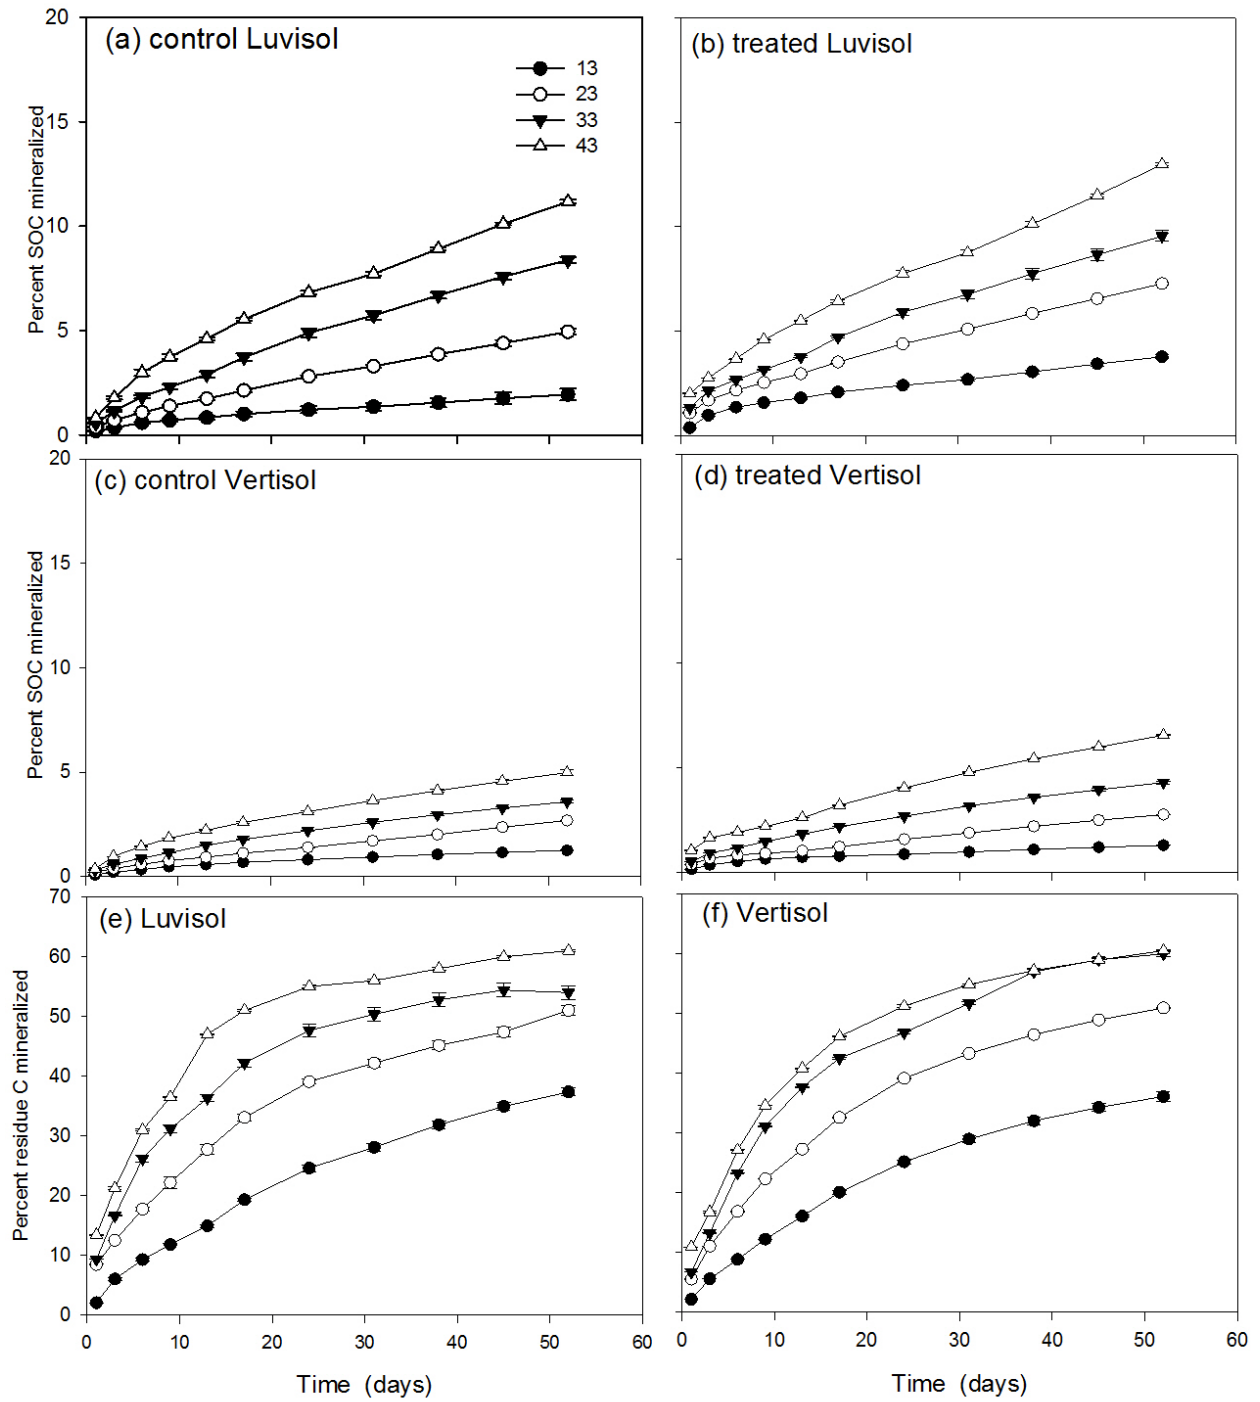 (a) control Luvisol
13
23
33
43
20
15
10
5
0
Percent SOC mineralized
(b) treated Luvisol
(c) control Vertisol
20
15
10
5
0
Percent SOC mineralized
(d) treated Vertisol
(e) Luvisol
70
60
50
40
30
20
10
0
Percent residue C mineralized
0 10 20 30 40 50 60
Time (days)
(f) Vertisol
0 10 20 30 40 50 60
Time (days)